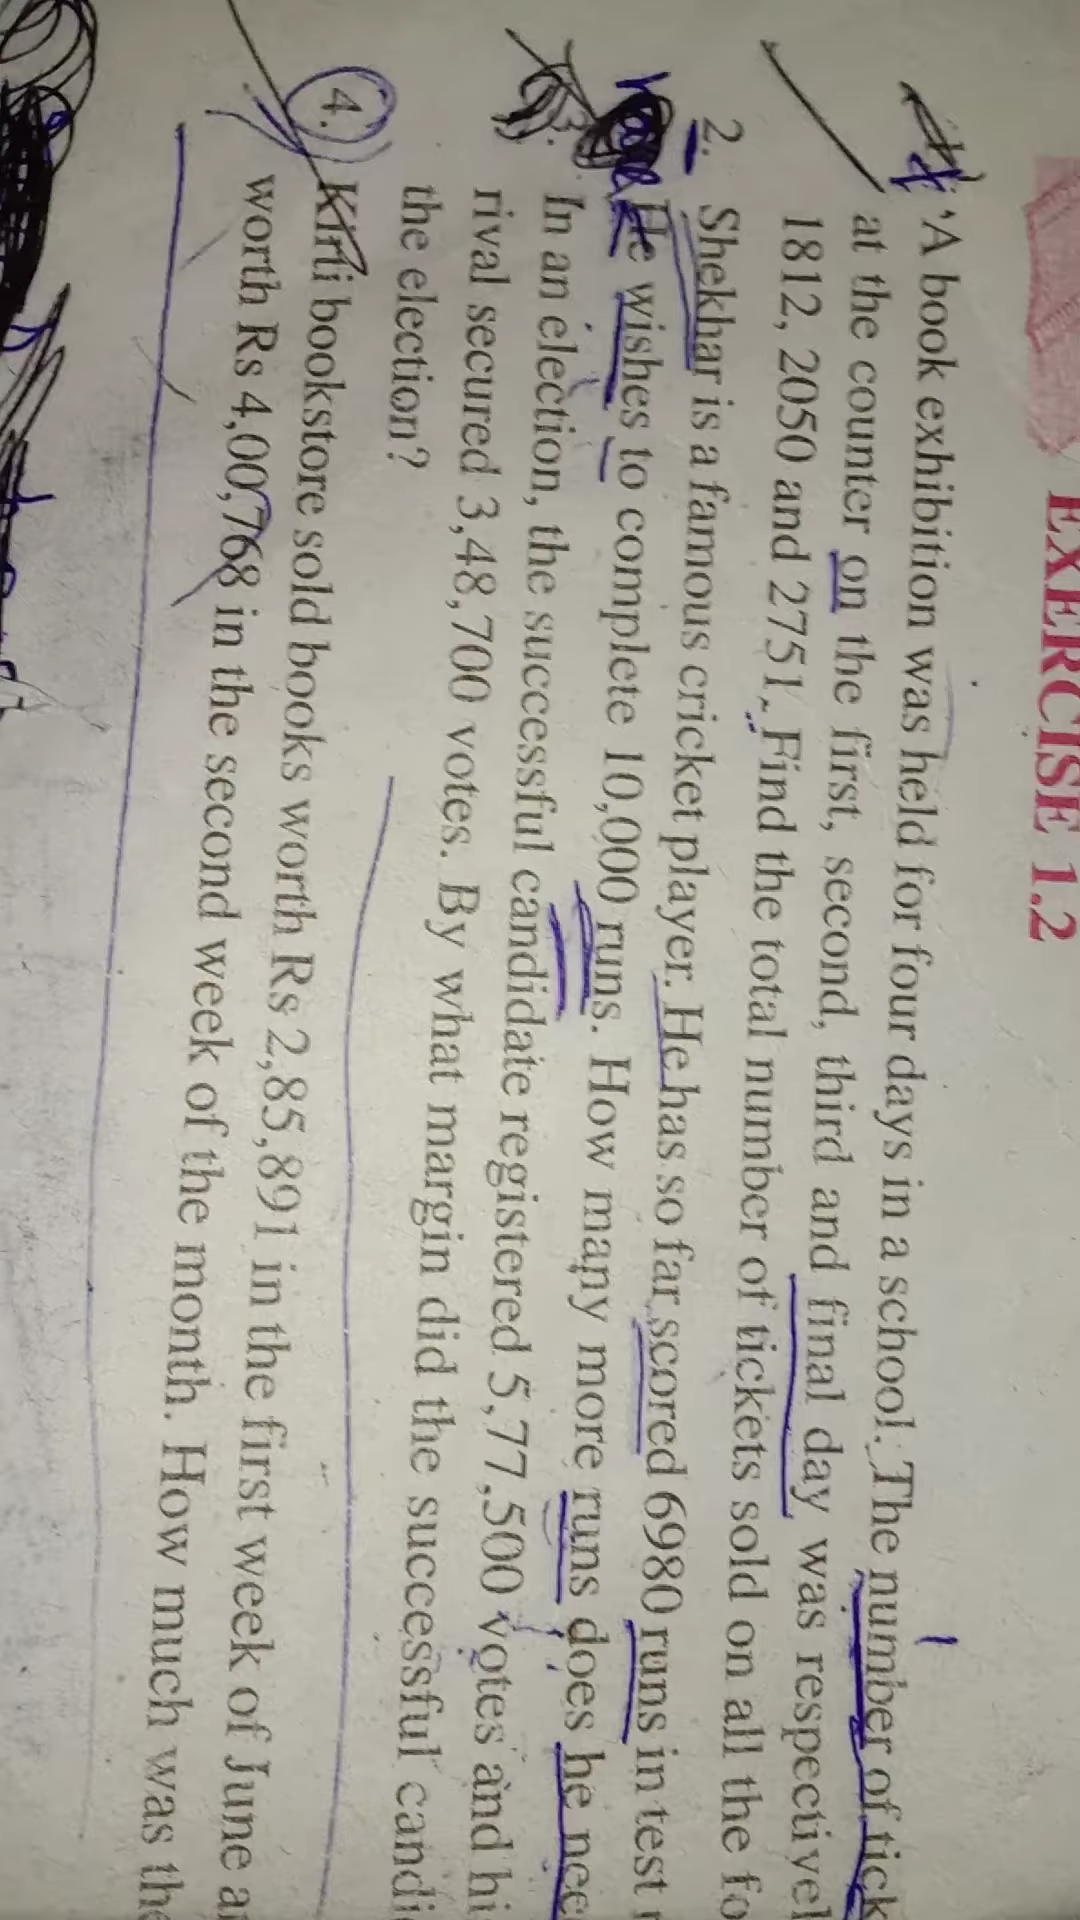 EXERCISE 1.2
'A book exhibition was held for four days in a school. The number of tick
at the counter on the first, second, third and final day was respectivel
1812, 2050 and 2751. Find the total number of tickets sold on all the fo
2. Shekhar is a famous cricket player. He has so far scored 6980 runs in test
He wishes to complete 10,000 runs. How many more runs does he nee
3. In an election, the successful candidate registered 5,77,500 votes and hi
rival secured 3,48,700 votes. By what margin did the successful candi
the election?
4. Kirti bookstore sold books worth Rs 2,85,891 in the first week of June a
worth Rs 4,00,768 in the second week of the month. How much was the